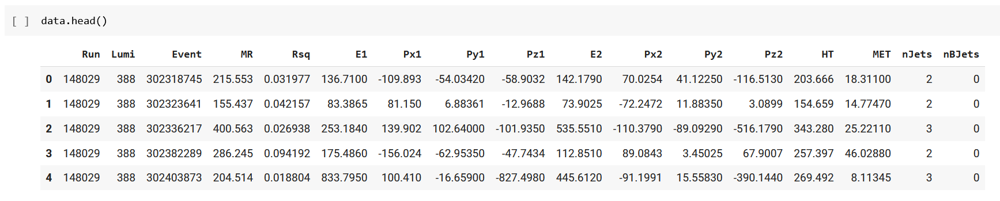 [ ] data.head()
Run Lumi Event MR Rsq E1 Px1 Py1 Pz1 E2 Px2 Py2 Pz2 HT MET nJets nBJets
0 148029 388 302318745 215.553 0.031977 136.7100 -109.893 -54.03420 -58.9032 142.1790 70.0254 41.12250 -116.5130 203.666 18.31100 2 0
1 148029 388 302323641 155.437 0.042157 83.3865 81.150 6.88361 -12.9688 73.9025 -72.2472 11.88350 3.0899 154.659 14.77470 2 0
2 148029 388 302336217 400.563 0.026938 253.1840 139.902 102.64000 -101.9350 535.5510 -110.3790 -89.09290 -516.1790 343.280 25.22110 3 0
3 148029 388 302382289 286.245 0.094192 175.4860 -156.024 -62.95350 -47.7434 112.8510 89.0843 3.45025 67.9007 257.397 46.02880 2 0
4 148029 388 302403873 204.514 0.018804 833.7950 100.410 -16.65900 -827.4980 445.6120 -91.1991 15.55830 -390.1440 269.492 8.11345 3 0